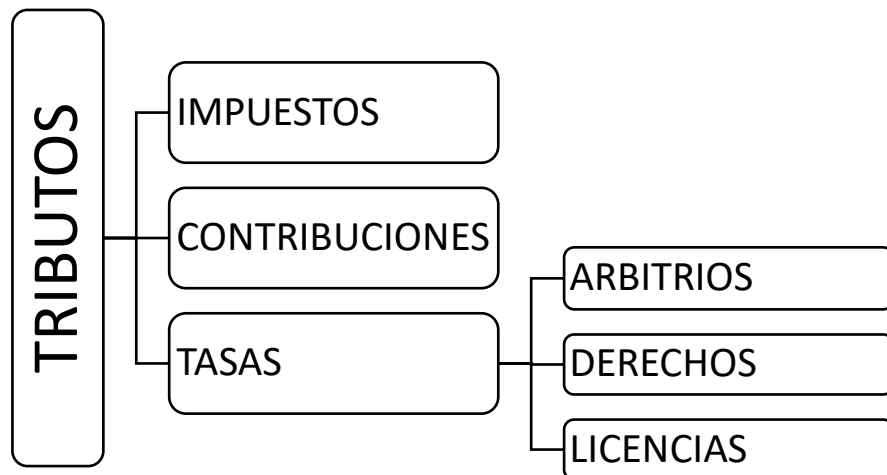 TRIBUTOS
IMPUESTOS
CONTRIBUCIONES
TASAS
ARBITRIOS
DERECHOS
LICENCIAS